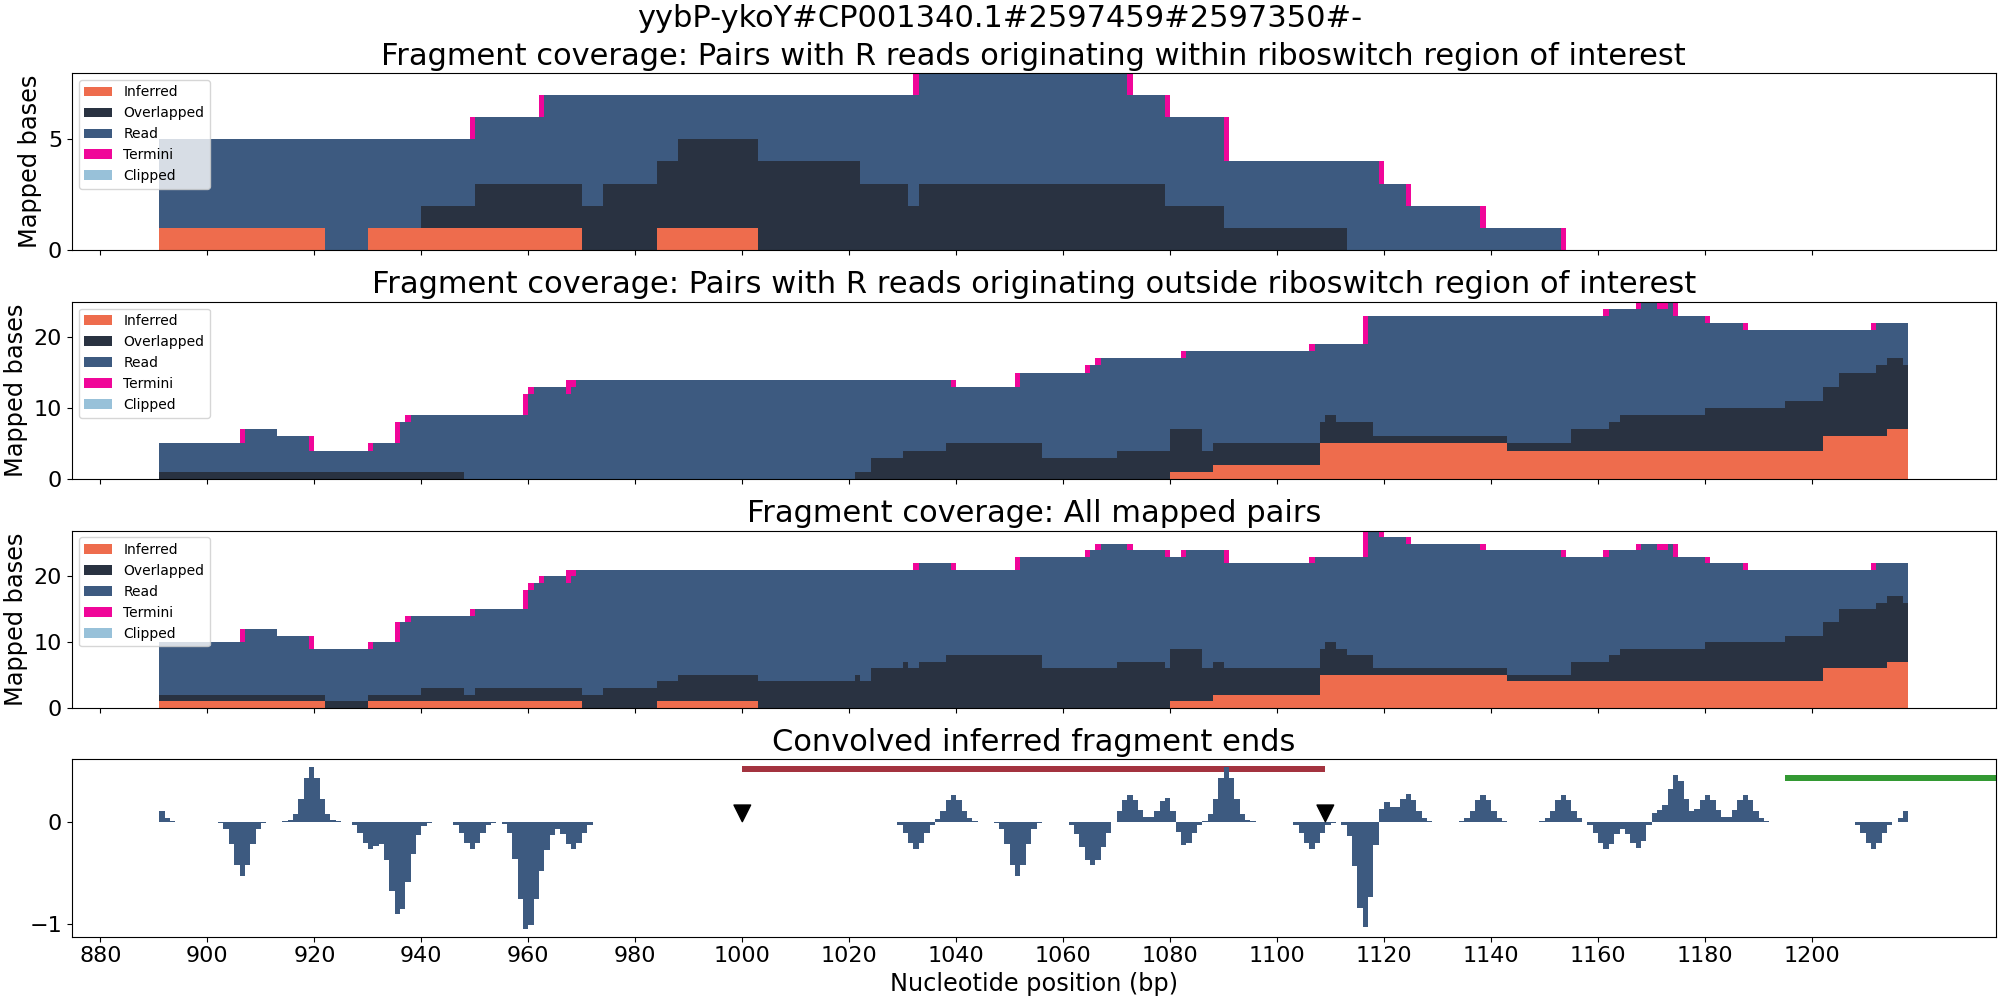 yybP-ykoY#CP001340.1#2597459#2597350#-
Fragment coverage: Pairs with R reads originating within riboswitch region of interest
Mapped bases
5
0
Inferred
Overlapped
Read
Termini
Clipped
Fragment coverage: Pairs with R reads originating outside riboswitch region of interest
Mapped bases
20
10
0
Inferred
Overlapped
Read
Termini
Clipped
Fragment coverage: All mapped pairs
Mapped bases
20
10
0
Inferred
Overlapped
Read
Termini
Clipped
Convolved inferred fragment ends
0
−1
880 900 920 940 960 980 1000 1020 1040 1060 1080 1100 1120 1140 1160 1180 1200
Nucleotide position (bp)